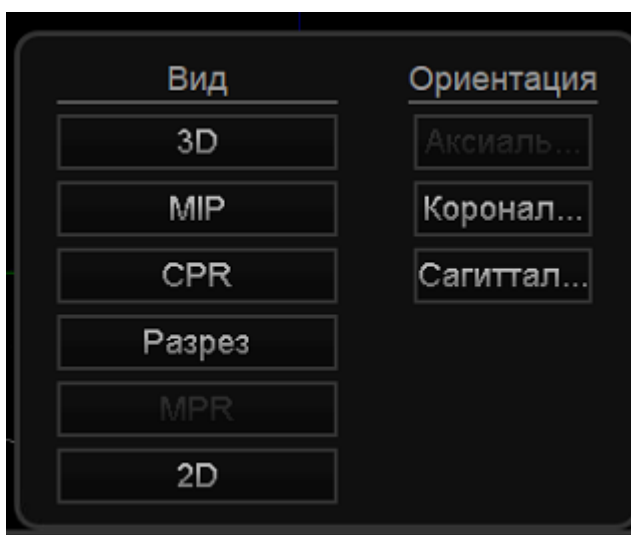 Вид
Ориентация
3D
Аксиаль...
MIP
Коронал...
CPR
Сагиттал...
Разрез
MPR
2D